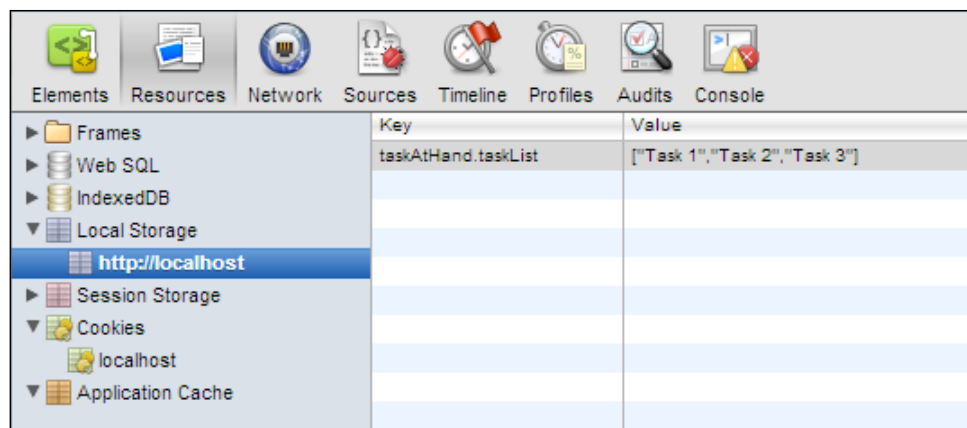 Elements Resources Network Sources Timeline Profiles Audits Console
Frames
Web SQL
IndexedDB
Local Storage
http://localhost
Session Storage
Cookies
localhost
Application Cache
Key Value
taskAtHand.taskList ["Task 1","Task 2","Task 3"]